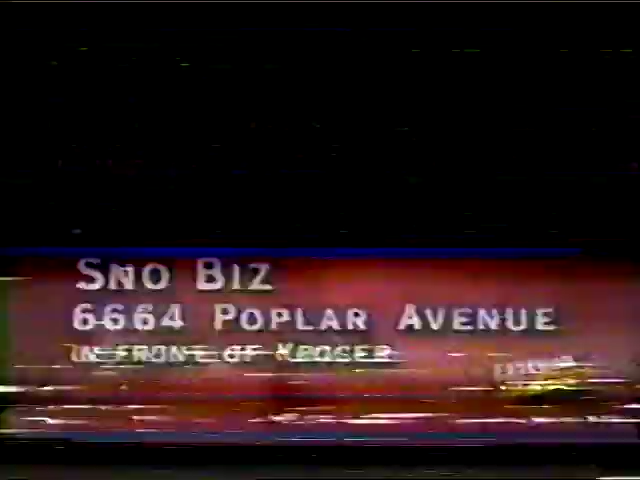 SNO BIZ
6664 POPLAR AVENUE
IN FRONT OF KROGER